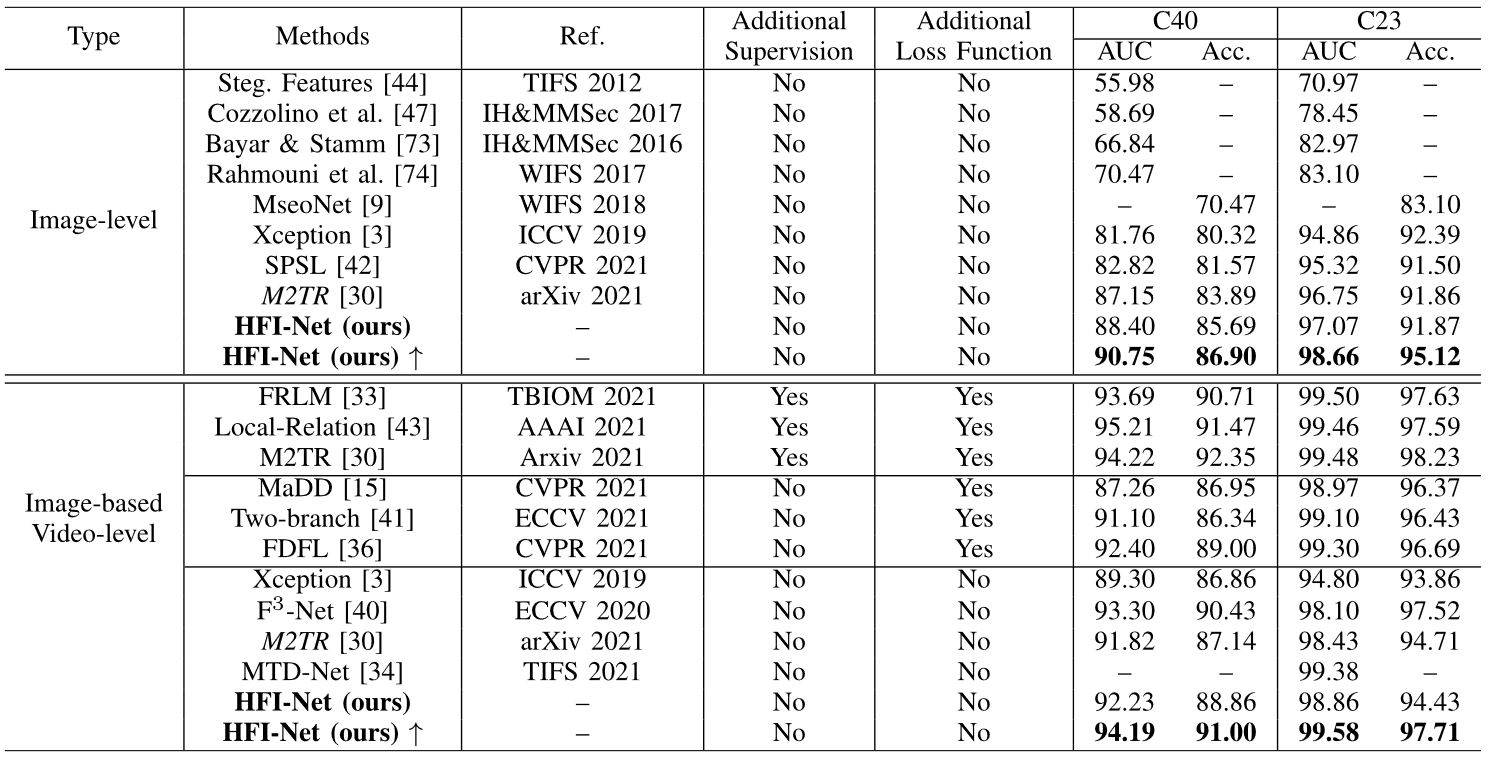 Type Methods Ref. Additional Supervision Additional Loss Function C40 C23
AUC Acc. AUC Acc.
Image-level
Steg. Features [44] TIFS 2012 No No 55.98 – 70.97 –
Cozzolino et al. [47] IH&MMSec 2017 No No 58.69 – 78.45 –
Bayar & Stamm [73] IH&MMSec 2016 No No 66.84 – 82.97 –
Rahmouni et al. [74] WIFS 2017 No No 70.47 – 83.10 –
MseoNet [9] WIFS 2018 No No – 70.47 – 83.10
Xception [3] ICCV 2019 No No 81.76 80.32 94.86 92.39
SPSL [42] CVPR 2021 No No 82.82 81.57 95.32 91.50
M2TR [30] arXiv 2021 No No 87.15 83.89 96.75 91.86
HFI-Net (ours) – No No 88.40 85.69 97.07 91.87
HFI-Net (ours) ↑ – No No 90.75 86.90 98.66 95.12
Image-based
Video-level
FRLM [33] TBIOM 2021 Yes Yes 93.69 90.71 99.50 97.63
Local-Relation [43] AAAI 2021 Yes Yes 95.21 91.47 99.46 97.59
M2TR [30] Arxiv 2021 Yes Yes 94.22 92.35 99.48 98.23
MaDD [15] CVPR 2021 No Yes 87.26 86.95 98.97 96.37
Two-branch [41] ECCV 2021 No Yes 91.10 86.34 99.10 96.43
FDFL [36] CVPR 2021 No Yes 92.40 89.00 99.30 96.69
Xception [3] ICCV 2019 No No 89.30 86.86 94.80 93.86
F³-Net [40] ECCV 2020 No No 93.30 90.43 98.10 97.52
M2TR [30] arXiv 2021 No No 91.82 87.14 98.43 94.71
MTD-Net [34] TIFS 2021 No No – – 99.38 –
HFI-Net (ours) – No No 92.23 88.86 98.86 94.43
HFI-Net (ours) ↑ – No No 94.19 91.00 99.58 97.71